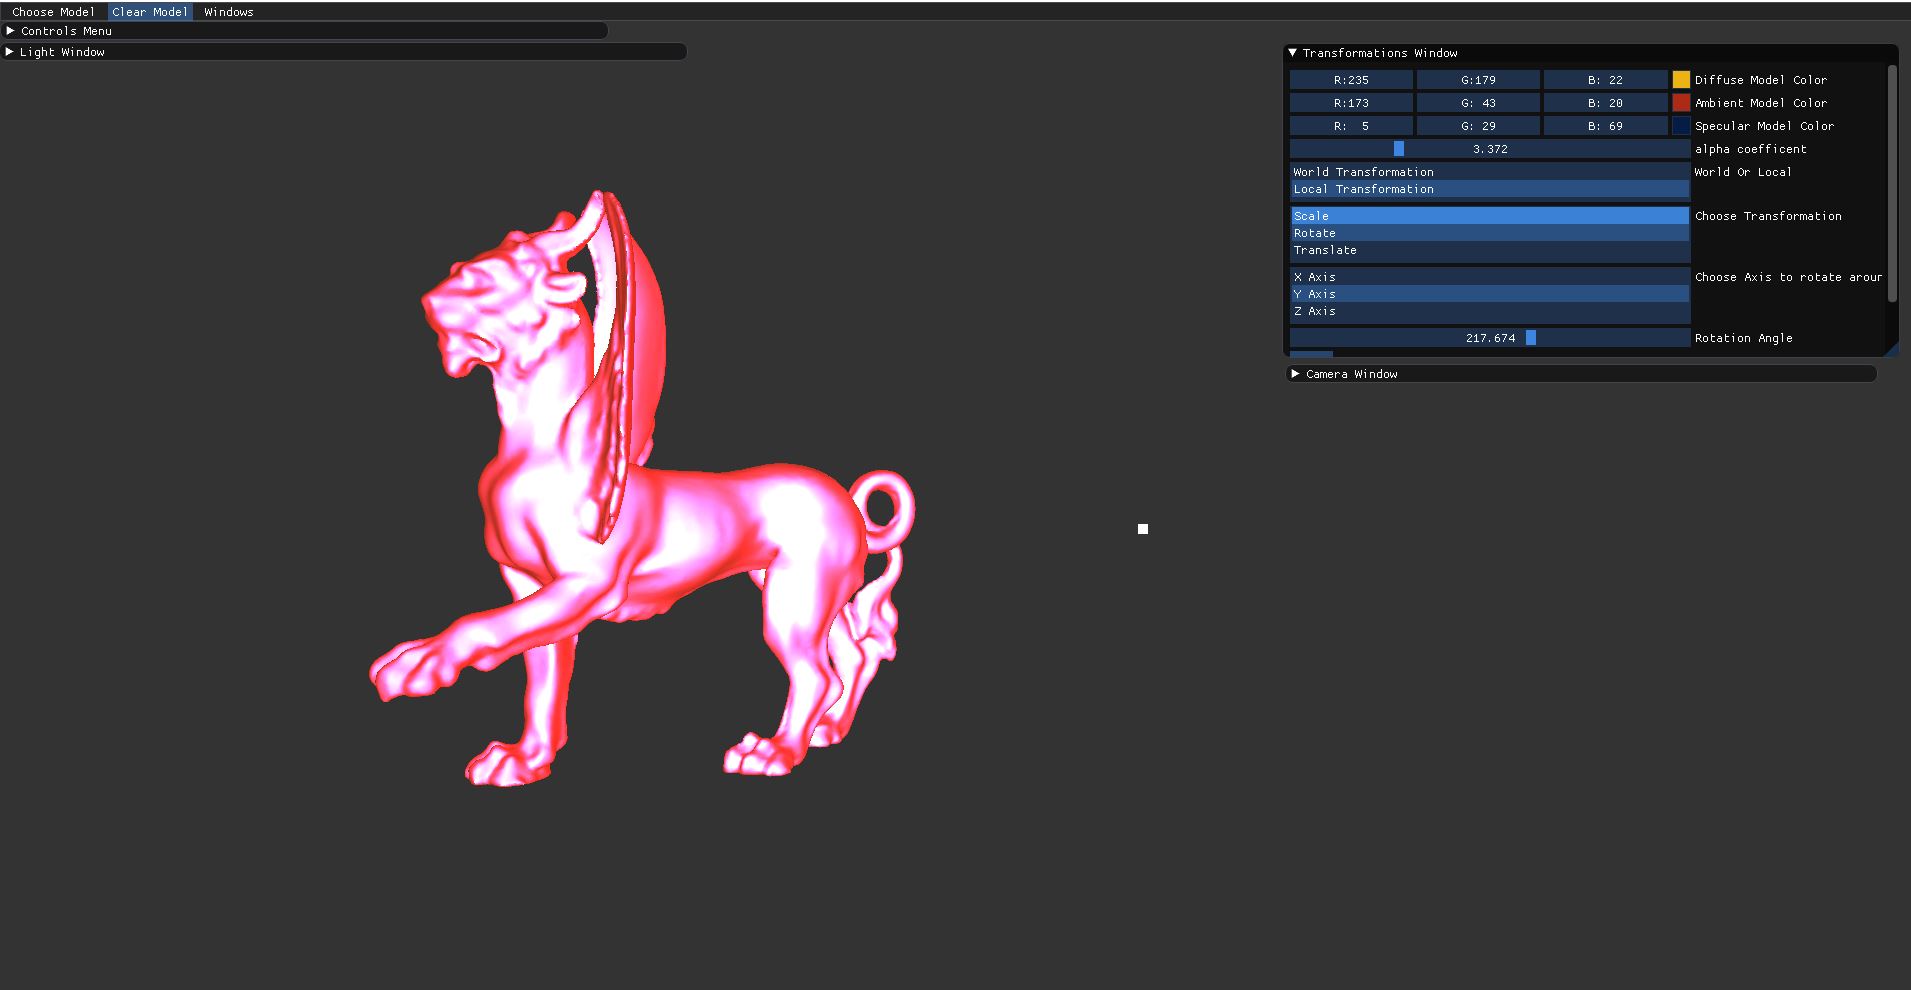 Choose Model Clear Model Windows
Controls Menu
Light Window
Transformations Window
R:235 G:179 B: 22 Diffuse Model Color
R:173 G: 43 B: 20 Ambient Model Color
R: 5 G: 29 B: 69 Specular Model Color
3.372 alpha coefficent
World Transformation World Or Local
Local Transformation
Scale Choose Transformation
Rotate
Translate
X Axis Choose Axis to rotate arour
Y Axis
Z Axis
217.674 Rotation Angle
Camera Window